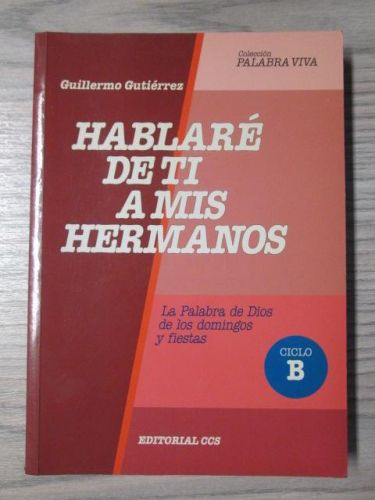 Colección
PALABRA VIVA
Guillermo Gutiérrez
HABLARÉ
DE TI
A MIS
HERMANOS
La Palabra de Dios
de los domingos
y fiestas
CICLO
B
EDITORIAL CCS